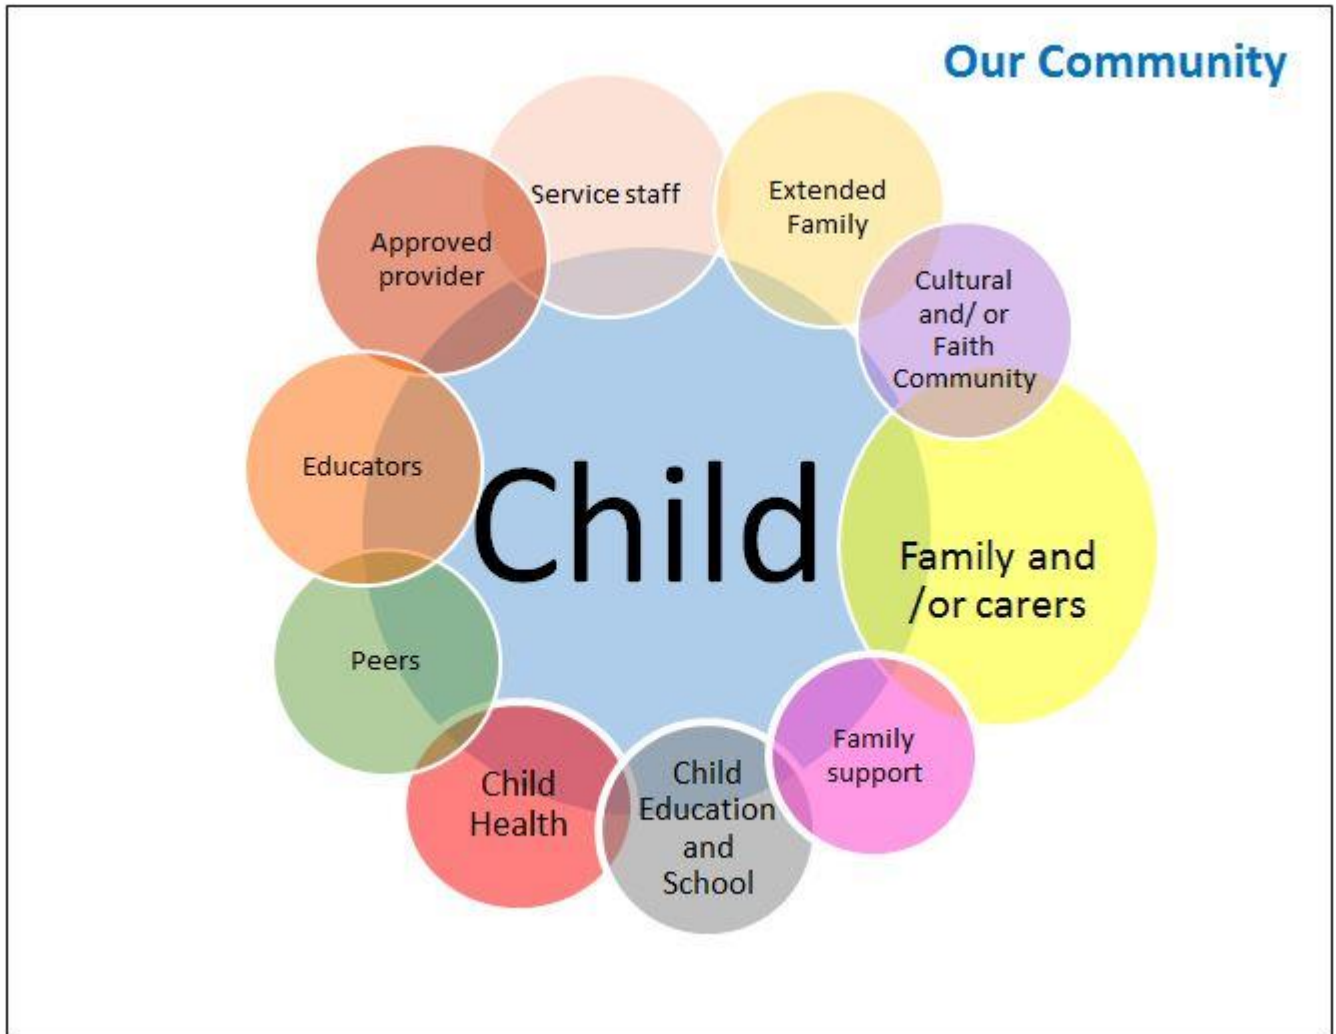 Our Community
Service staff
Extended
Family
Approved
provider
Cultural
and/ or
Faith
Community
Educators
Child
Family and
/or carers
Peers
Family
support
Child
Health
Child
Education
and
School